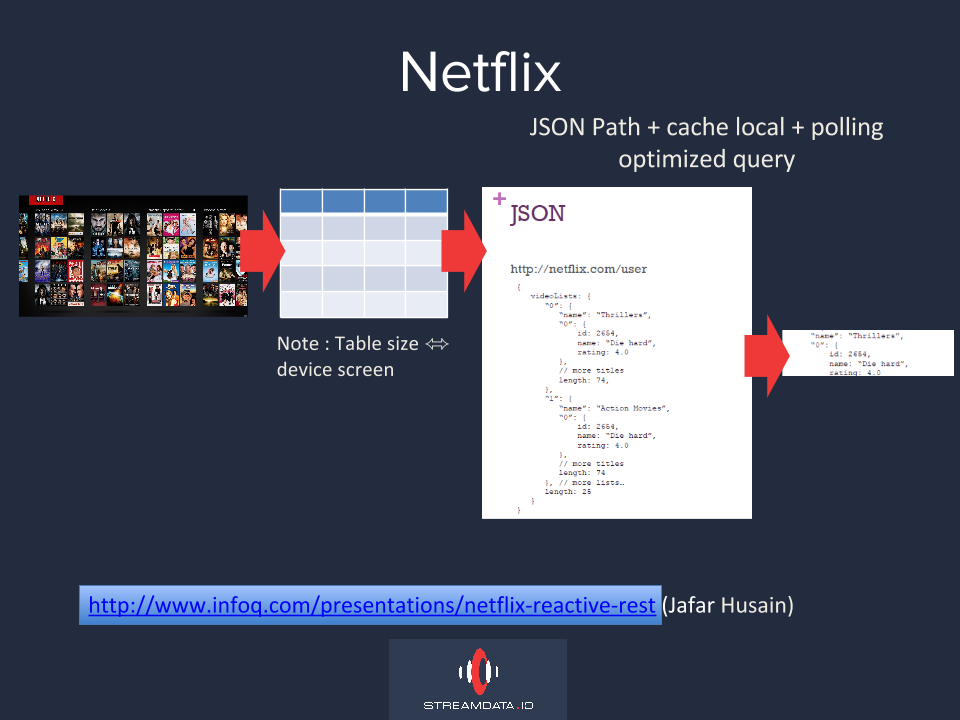 Netflix
JSON Path + cache local + polling
optimized query
NETFLIX
Note : Table size ⬄
device screen
+
JSON
http://netflix.com/user
{
videoLists: {
"0": {
"name": "Thrillers",
"0": {
id: 2654,
name: "Die hard",
rating: 4.0
},
// more titles
length: 74,
},
"1": {
"name": "Action Movies",
"0": {
id: 2654,
name: "Die hard",
rating: 4.0
},
// more titles
length: 74
}, // more lists…
length: 25
}
}
"name": "Thrillers",
"0": {
id: 2654,
name: "Die hard",
rating: 4.0
http://www.infoq.com/presentations/netflix-reactive-rest (Jafar Husain)
STREAMDATA.IO